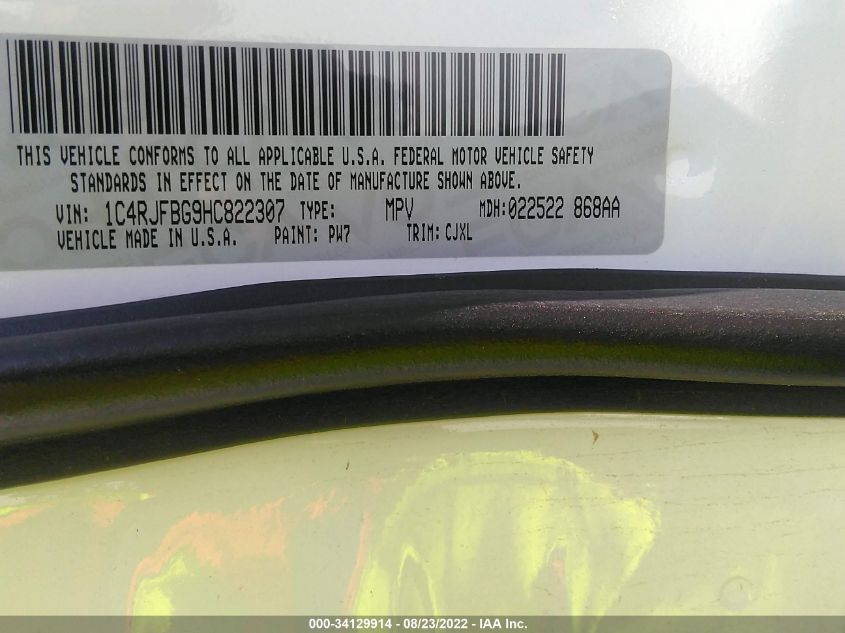 THIS VEHICLE CONFORMS TO ALL APPLICABLE U.S.A. FEDERAL MOTOR VEHICLE SAFETY
STANDARDS IN EFFECT ON THE DATE OF MANUFACTURE SHOWN ABOVE.
VIN: 1C4RJFBG9HC822307 TYPE: MPV MDH:022522 868AA
VEHICLE MADE IN U.S.A. PAINT: PW7 TRIM: CJXL
000-34129914 - 08/23/2022 - IAA Inc.